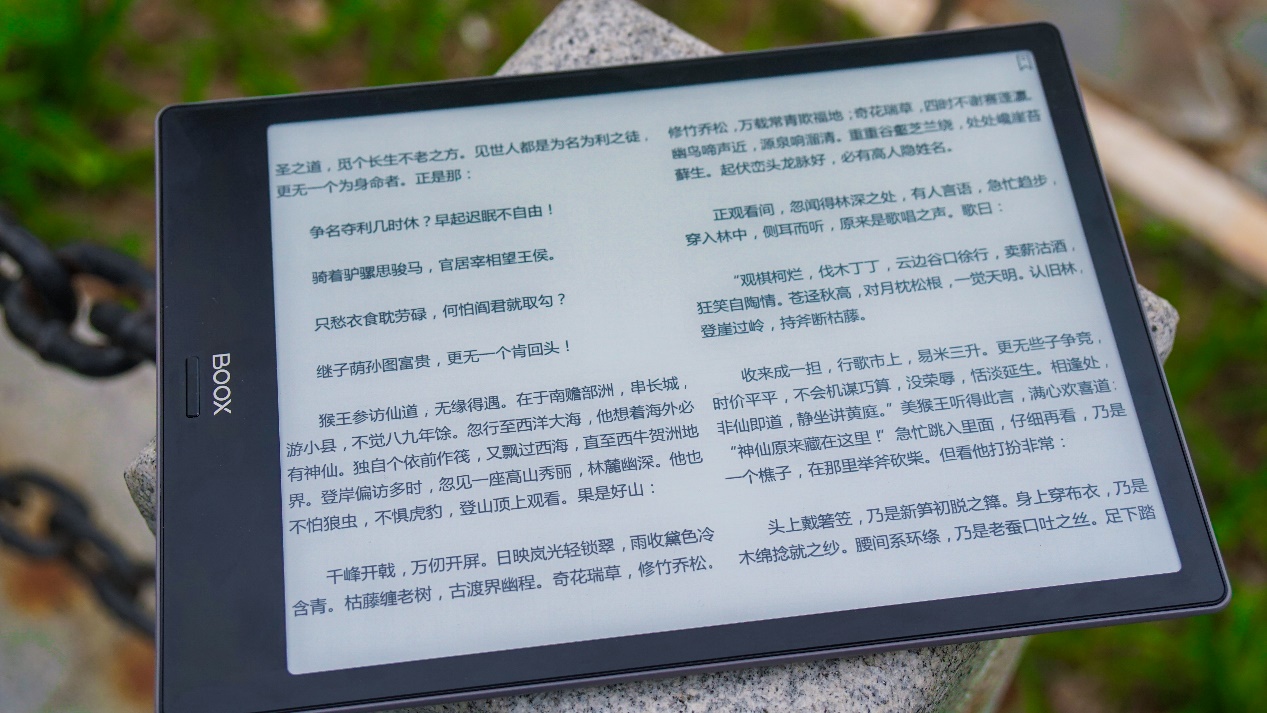 圣之道，觅个长生不老之方。见世人都是为名为利之徒，
更无一个为身命者。正是那：
争名夺利几时休？早起迟眠不自由！
骑着驴骡思骏马，官居宰相望王侯。
只愁衣食耽劳碌，何怕阎君就取勾？
继子荫孙图富贵，更无一个肯回头！
猴王参访仙道，无缘得遇。在于南赡部洲，串长城，
游小县，不觉八九年馀。忽行至西洋大海，他想着海外必
有神仙。独自个依前作筏，又飘过西海，直至西牛贺洲地
界。登岸偏访多时，忽见一座高山秀丽，林麓幽深。他也
不怕狼虫，不惧虎豹，登山顶上观看。果是好山：
千峰开戟，万仞开屏。日映岚光轻锁翠，雨收黛色冷
含青。枯藤缠老树，古渡界幽程。奇花瑞草，修竹乔松。
修竹乔松，万载常青欺福地；奇花瑞草，四时不谢赛蓬瀛。
幽鸟啼声近，源泉响溜清。重重谷壑芝兰绕，处处巉崖苔
藓生。起伏峦头龙脉好，必有高人隐姓名。
正观看间，忽闻得林深之处，有人言语，急忙趋步，
穿入林中，侧耳而听，原来是歌唱之声。歌曰：
“观棋柯烂，伐木丁丁，云边谷口徐行，卖薪沽酒，
狂笑自陶情。苍迳秋高，对月枕松根，一觉天明。认旧林，
登崖过岭，持斧断枯藤。
收来成一担，行歌市上，易米三升。更无些子争竞，
时价平平，不会机谋巧算，没荣辱，恬淡延生。相逢处，
非仙即道，静坐讲黄庭。”美猴王听得此言，满心欢喜道：
“神仙原来藏在这里！”急忙跳入里面，仔细再看，乃是
一个樵子，在那里举斧砍柴。但看他打扮非常：
头上戴箬笠，乃是新笋初脱之箨。身上穿布衣，乃是
木绵捻就之纱。腰间系环绦，乃是老蚕口吐之丝。足下踏
BOOX